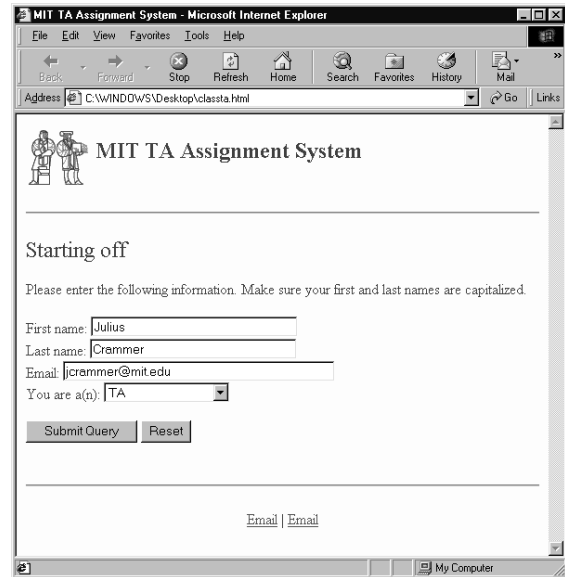 MIT TA Assignment System - Microsoft Internet Explorer
File Edit View Favorites Tools Help
Back Forward Stop Refresh Home Search Favorites History Mail »
Address C:\WINDOWS\Desktop\classta.html Go Links
MIT TA Assignment System
Starting off
Please enter the following information. Make sure your first and last names are capitalized.
First name: Julius
Last name: Crammer
Email: jcrammer@mit.edu
You are a(n): TA
Submit Query Reset
Email | Email
My Computer